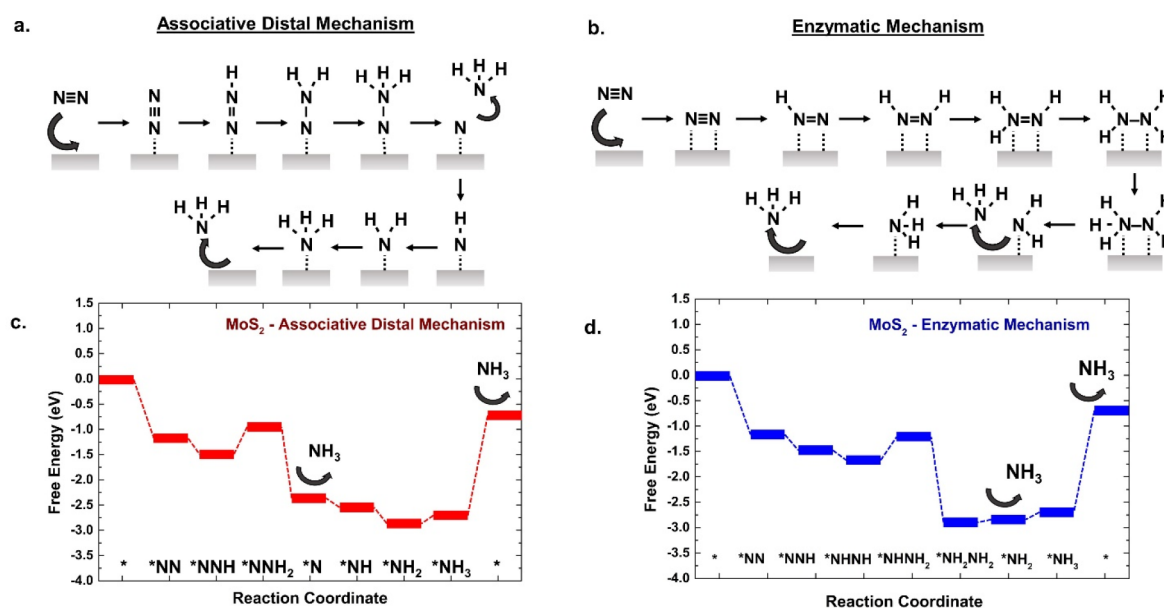 a.
Associative Distal Mechanism
N≡N
N
N
H
N
N
H H
N
N
H H H
N
N
N
H H H
N
H H H
N
H H H
N
H H
N
H
N
b.
Enzymatic Mechanism
N≡N
N≡N
H
N=N
H H
N=N
H H
H N=N
H H
H N–N H
H H H
N
H H H
N
H
N H
H
N H
H
H H
H N–N
H H
c.
MoS₂ - Associative Distal Mechanism
NH₃
NH₃
1.5
1.0
0.5
0.0
-0.5
-1.0
-1.5
-2.0
-2.5
-3.0
-3.5
-4.0
Free Energy (eV)
* *NN *NNH *NNNH₂ *N *NH *NH₂ *NH₃ *
Reaction Coordinate
d.
MoS₂ - Enzymatic Mechanism
NH₃
NH₃
1.5
1.0
0.5
0.0
-0.5
-1.0
-1.5
-2.0
-2.5
-3.0
-3.5
-4.0
Free Energy (eV)
* *NN *NNH *NHNH *NHNH₂ *NH₂NH₂ *NH₂ *NH₃ *
Reaction Coordinate